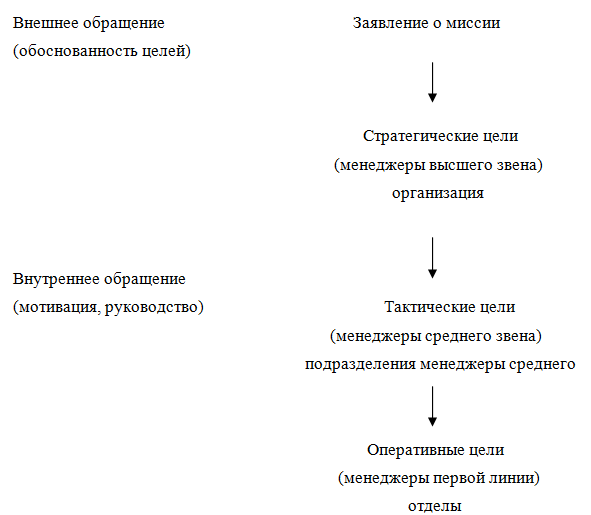 Внешнее обращение
(обоснованность целей)
Заявление о миссии
Стратегические цели
(менеджеры высшего звена)
организация
Внутреннее обращение
(мотивация, руководство)
Тактические цели
(менеджеры среднего звена)
подразделения менеджеры среднего
Оперативные цели
(менеджеры первой линии)
отделы